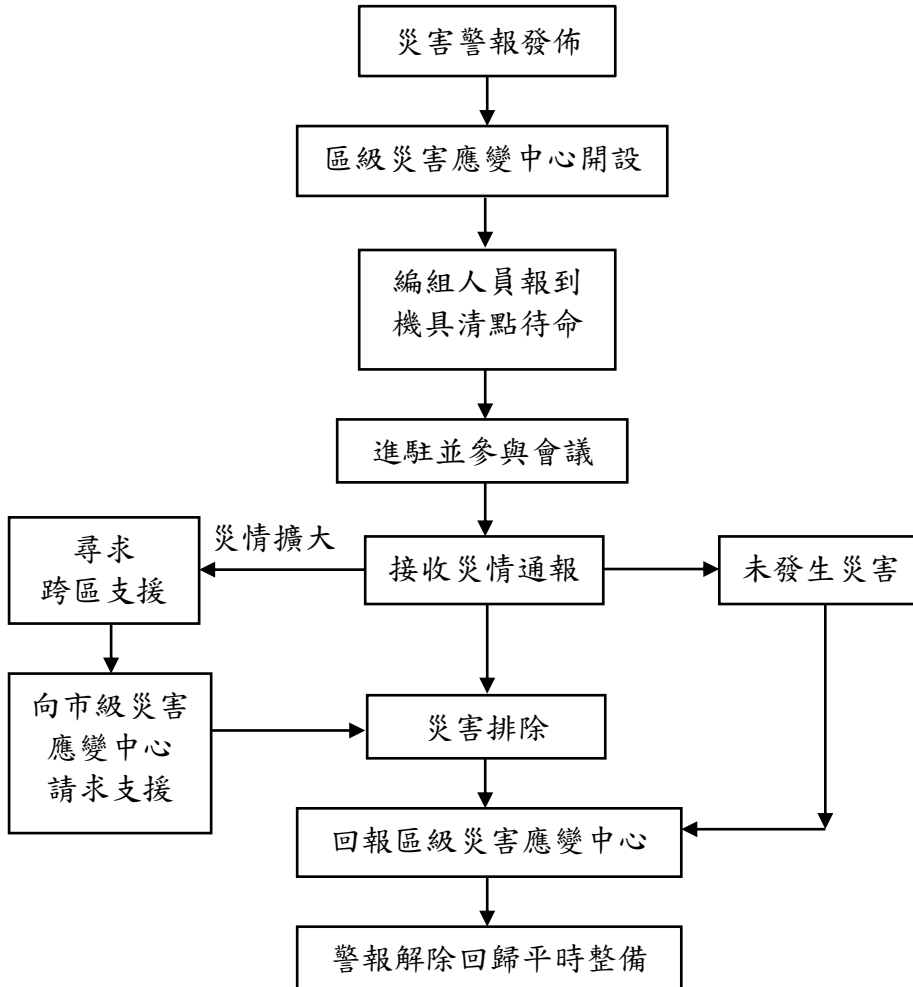 災害警報發佈
區級災害應變中心開設
編組人員報到
機具清點待命
進駐並參與會議
尋求
跨區支援
災情擴大
接收災情通報
未發生災害
向市級災害
應變中心
請求支援
災害排除
回報區級災害應變中心
警報解除回歸平時整備